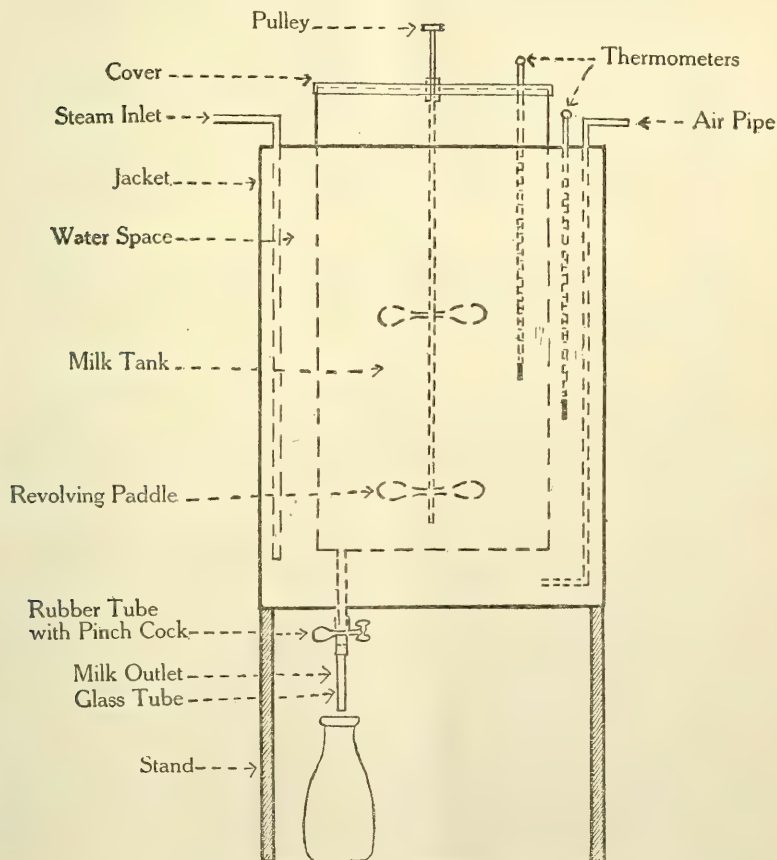 Pulley
Cover
Thermometers
Steam Inlet
Air Pipe
Jacket
Water Space
Milk Tank
Revolving Paddle
Rubber Tube
with Pinch Cock
Milk Outlet
Glass Tube
Stand